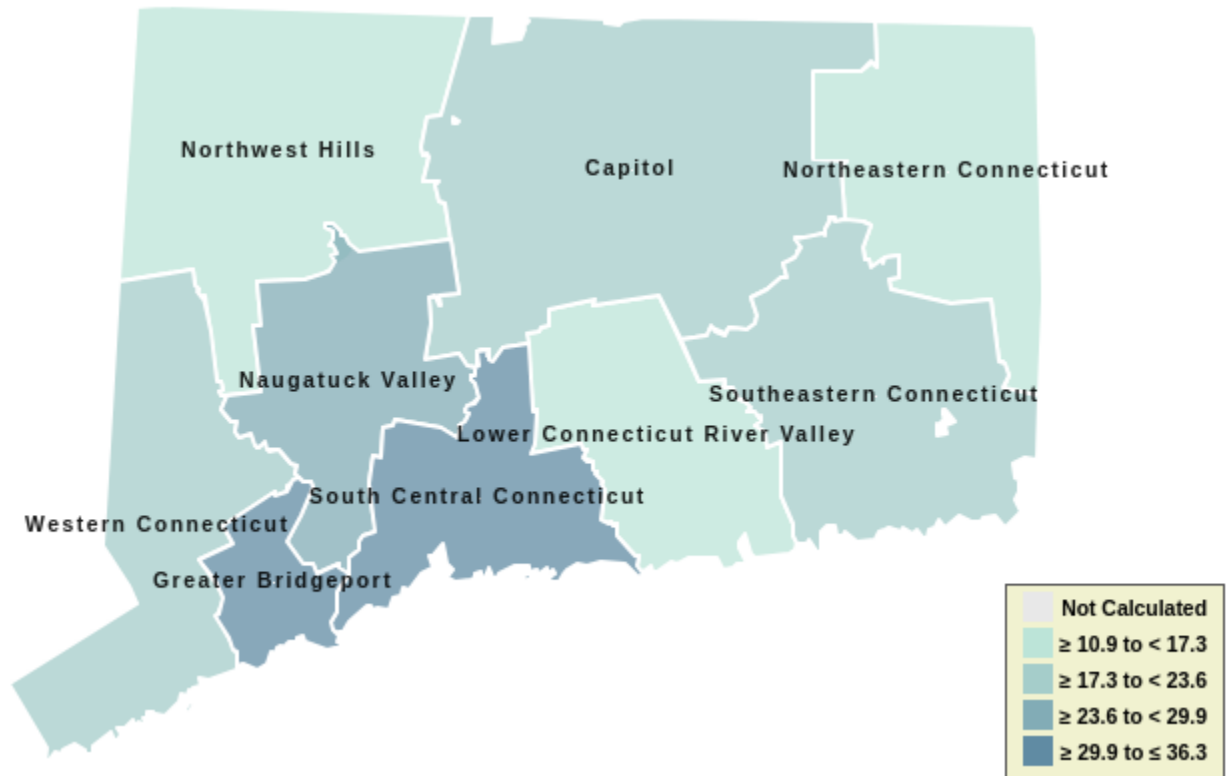 Northwest Hills
Capitol
Northeastern Connecticut
Naugatuck Valley
Southeastern Connecticut
Lower Connecticut River Valley
South Central Connecticut
Western Connecticut
Greater Bridgeport
Not Calculated
≥ 10.9 to < 17.3
≥ 17.3 to < 23.6
≥ 23.6 to < 29.9
≥ 29.9 to ≤ 36.3